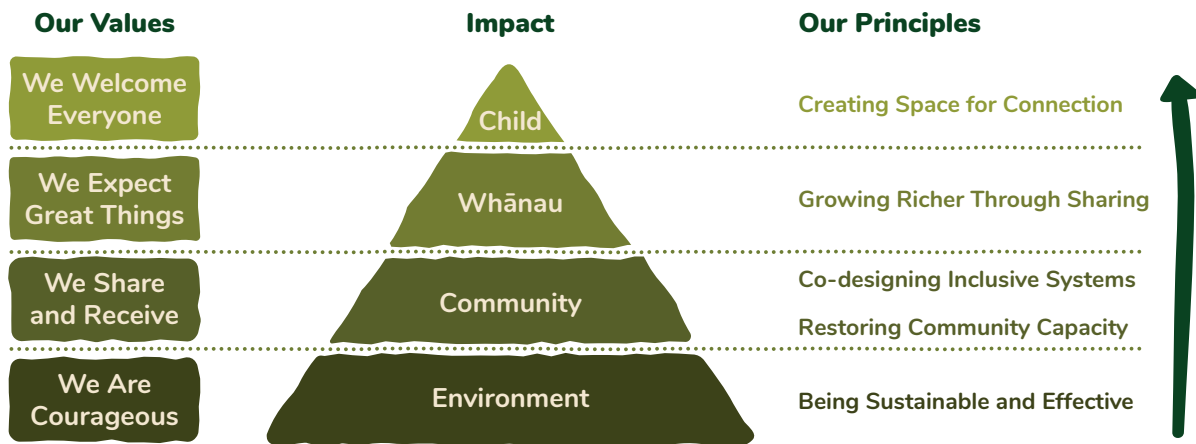 Our Values
Impact
Our Principles
We Welcome
Everyone
Child
Creating Space for Connection
We Expect
Great Things
Whānau
Growing Richer Through Sharing
We Share
and Receive
Community
Co-designing Inclusive Systems
Restoring Community Capacity
We Are
Courageous
Environment
Being Sustainable and Effective